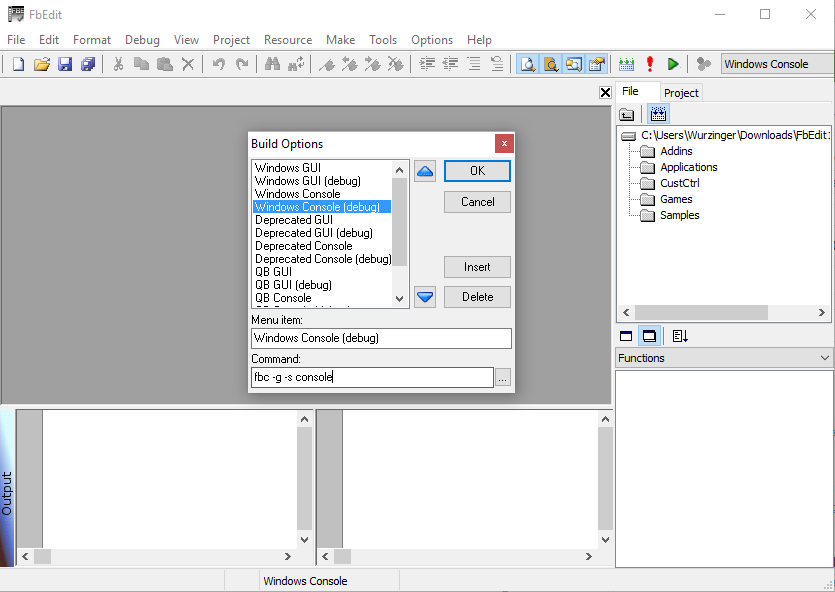 FbEdit
File Edit Format Debug View Project Resource Make Tools Options Help
Windows Console
File Project
C:\Users\Wurzinger\Downloads\FbEdit1
Addins
Applications
CustCtrl
Games
Samples
Build Options
Windows GUI
Windows GUI (debug)
Windows Console
Windows Console (debug)
Deprecated GUI
Deprecated GUI (debug)
Deprecated Console
Deprecated Console (debug)
QB GUI
QB GUI (debug)
QB Console
OK
Cancel
Insert
Delete
Menu item:
Windows Console (debug)
Command:
fbc -g -s console
...
Functions
Output
Windows Console